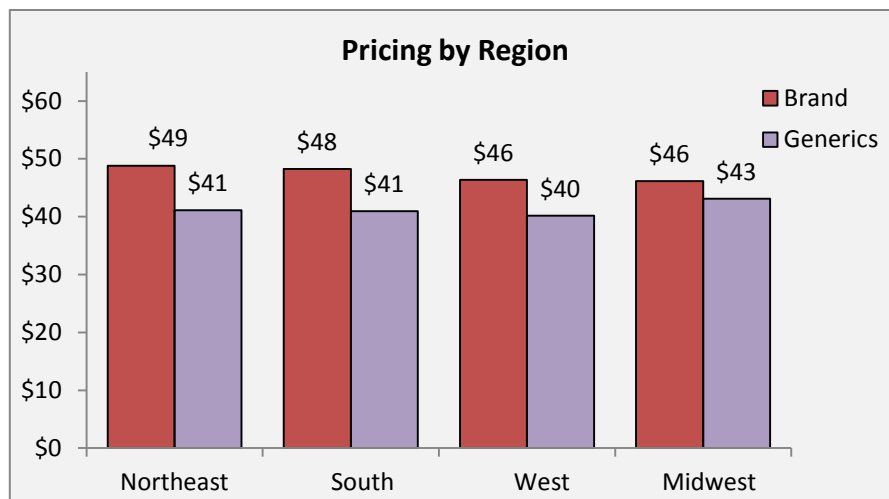 Pricing by Region
$60
$50
$40
$30
$20
$10
$0
$49
$41
$48
$41
$46
$40
$46
$43
Brand
Generics
Northeast
South
West
Midwest